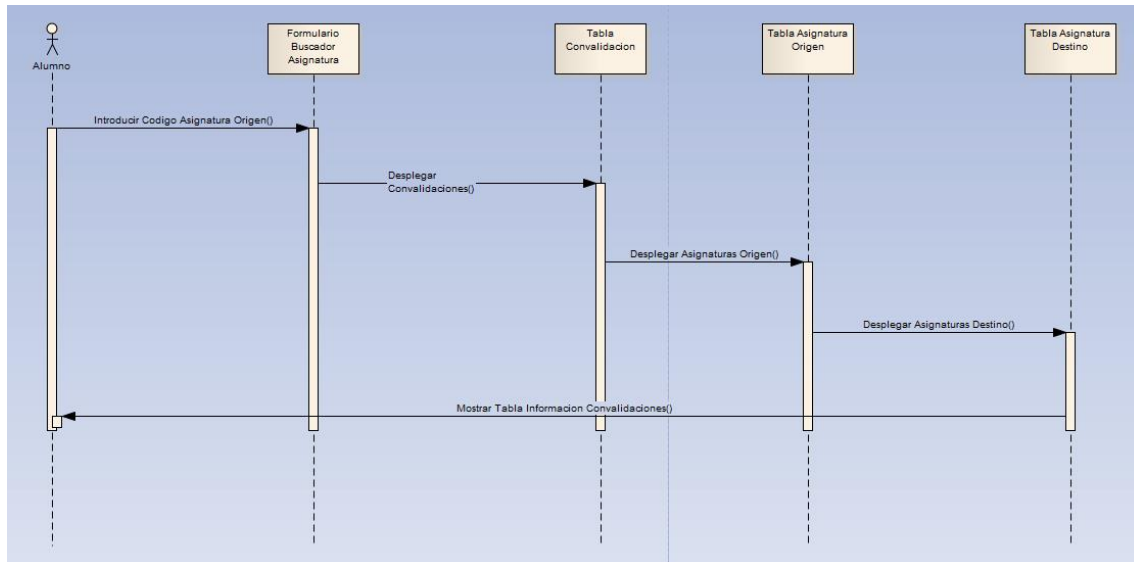 Alumno
Formulario
Buscador
Asignatura
Tabla
Convalidacion
Tabla Asignatura
Origen
Tabla Asignatura
Destino
Introducir Codigo Asignatura Origen()
Desplegar
Convalidaciones()
Desplegar Asignaturas Origen()
Desplegar Asignaturas Destino()
Mostrar Tabla Informacion Convalidaciones()